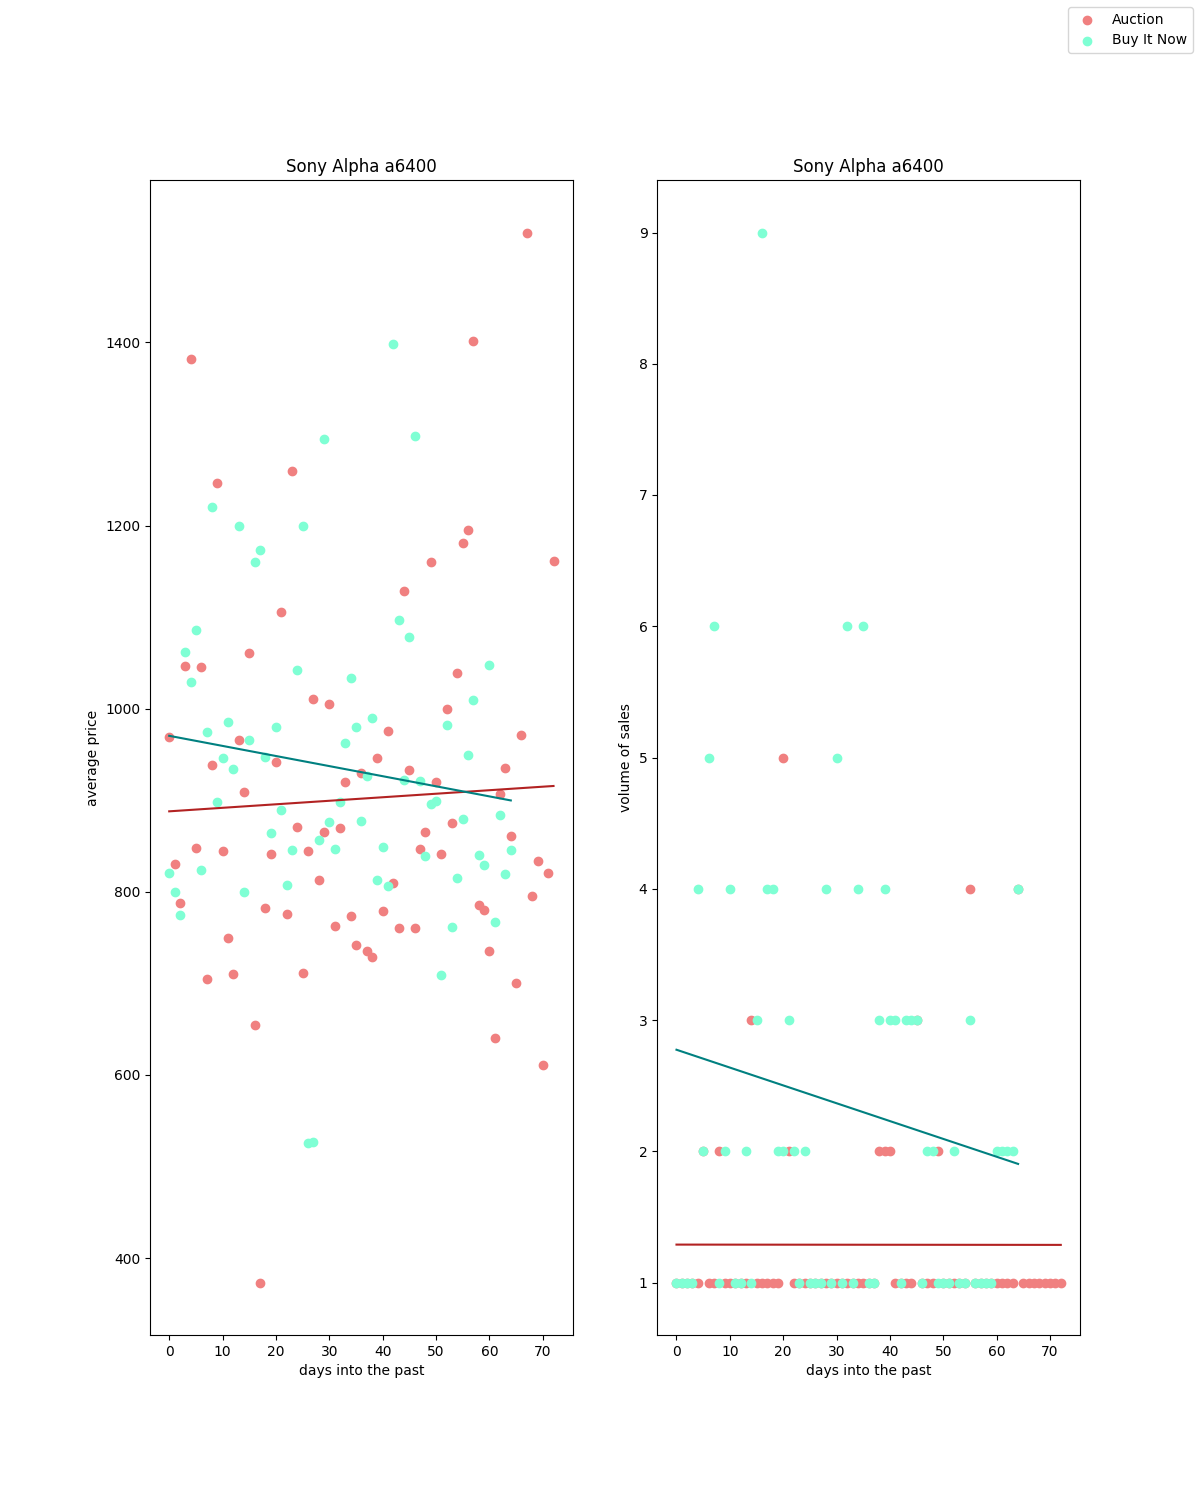 Auction
Buy It Now
Sony Alpha a6400
1400
1200
1000
800
600
400
average price
0 10 20 30 40 50 60 70
days into the past
Sony Alpha a6400
9
8
7
6
5
4
3
2
1
volume of sales
0 10 20 30 40 50 60 70
days into the past